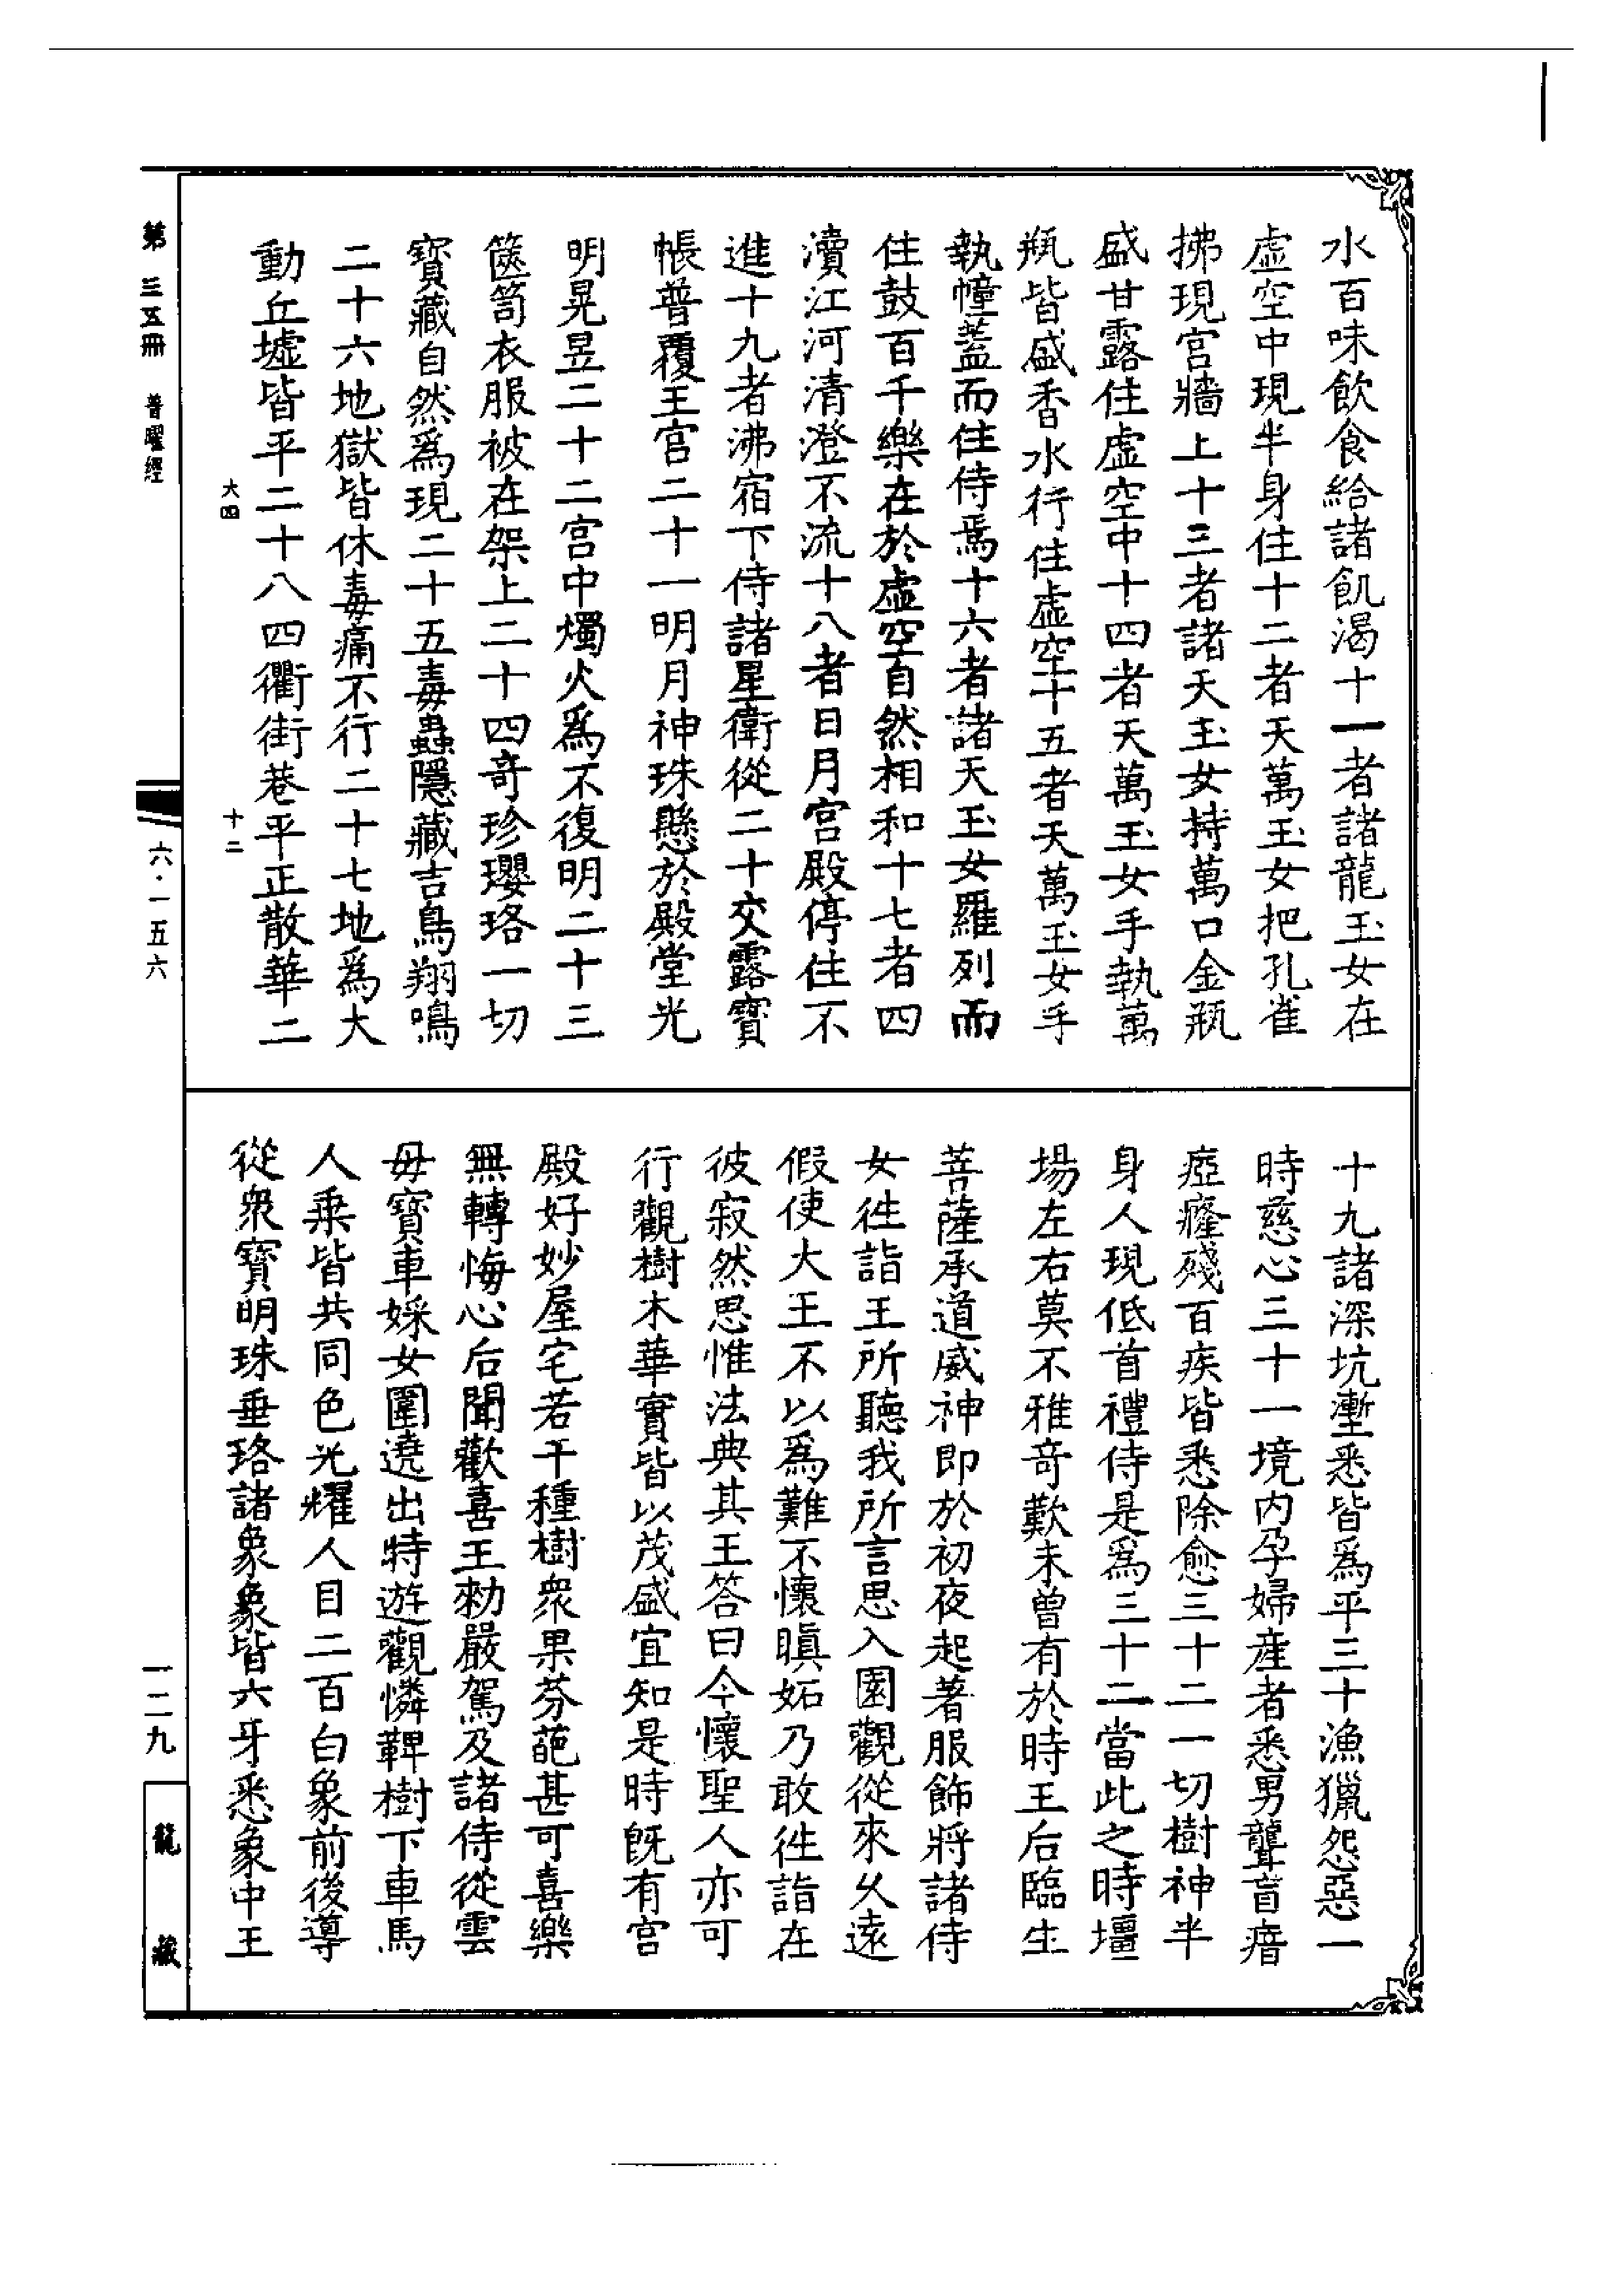 水百味飲食給諸飢渴十一者諸龍玉女在
虛空中現半身住十二者天萬玉女把孔雀
拂現宮牆上十三者諸天玉女持萬口金瓶
盛甘露住虛空中十四者天萬玉女手執萬
瓶皆盛香水行住虛空十五者天萬玉女手
執幢蓋而住侍焉十六者諸天玉女羅列而
住鼓百千樂在於虛空自然相和十七者四
瀆江河清澄不流十八者日月宮殿停住不
進十九者沸宿下侍諸星衛從二十交露寶
帳普覆王宮二十一明月神珠懸於殿堂光
明晃昱二十二宮中燭火為不復明二十三
篋笥衣服被在架上二十四奇珍瓔珞一切
寶藏自然為現二十五毒蟲隱藏吉鳥翔鳴
二十六地獄皆休毒痛不行二十七地為大
動丘墟皆平二十八四衢街巷平正散華二
十九諸深坑壍悉皆為平三十漁獵怨惡一
時慈心三十一境內孕婦產者悉男聾盲瘖
瘂癃殘百疾皆悉除愈三十二一切樹神半
身人現低首禮侍是為三十二當此之時壃
場左右莫不雅奇歎未曾有於時王后臨生
菩薩承道威神即於初夜起著服飾將諸侍
女徃詣王所聽我所言思入園觀從來久遠
假使大王不以為難不懷瞋妬乃敢徃詣在
彼寂然思惟法典其王答曰今懷聖人亦可
行觀樹木華實皆以茂盛宜知是時既有宮
殿好妙屋宅若干種樹眾果芬葩甚可喜樂
無轉悔心后聞歡喜王勑嚴駕及諸侍從雲
母寶車婇女圍遶出特遊觀憐鞞樹下車馬
人乘皆共同色光耀人目二百白象前後導
從眾寶明珠垂珞諸象象皆六牙悉象中王
第三五冊 普曜經
大四 十二
六·一五六
一二九
龍藏